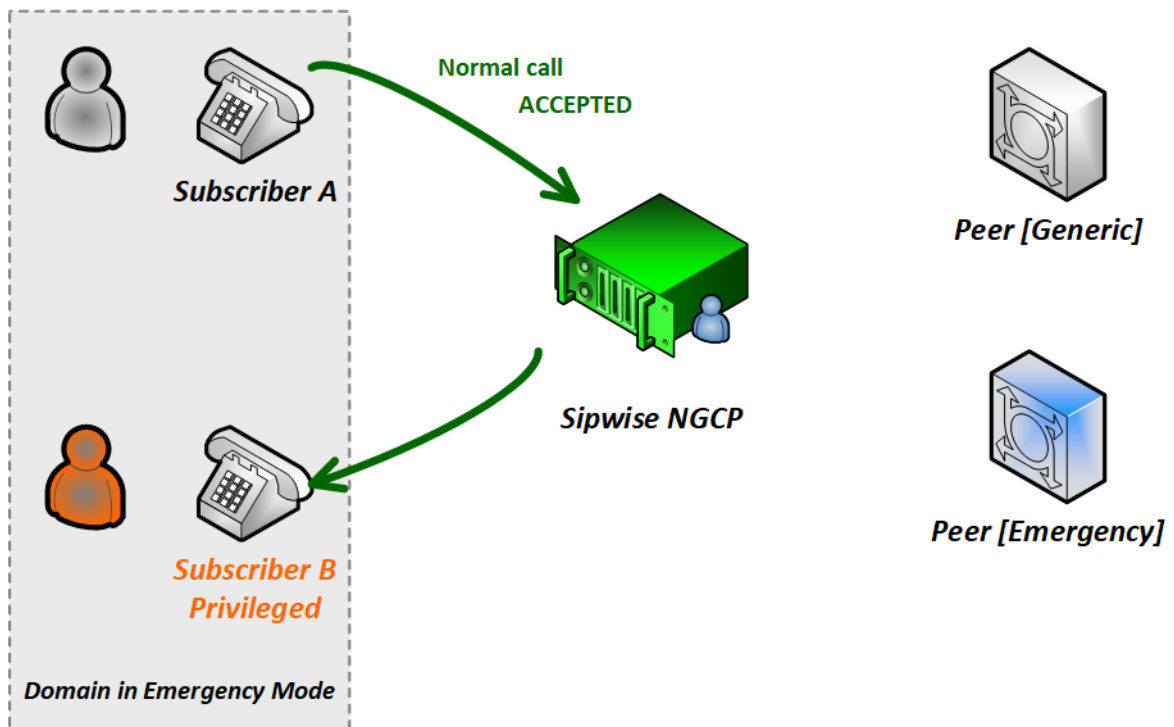 Normal call
ACCEPTED
Subscriber A
Peer [Generic]
Sipwise NGCP
Peer [Emergency]
Subscriber B
Privileged
Domain in Emergency Mode